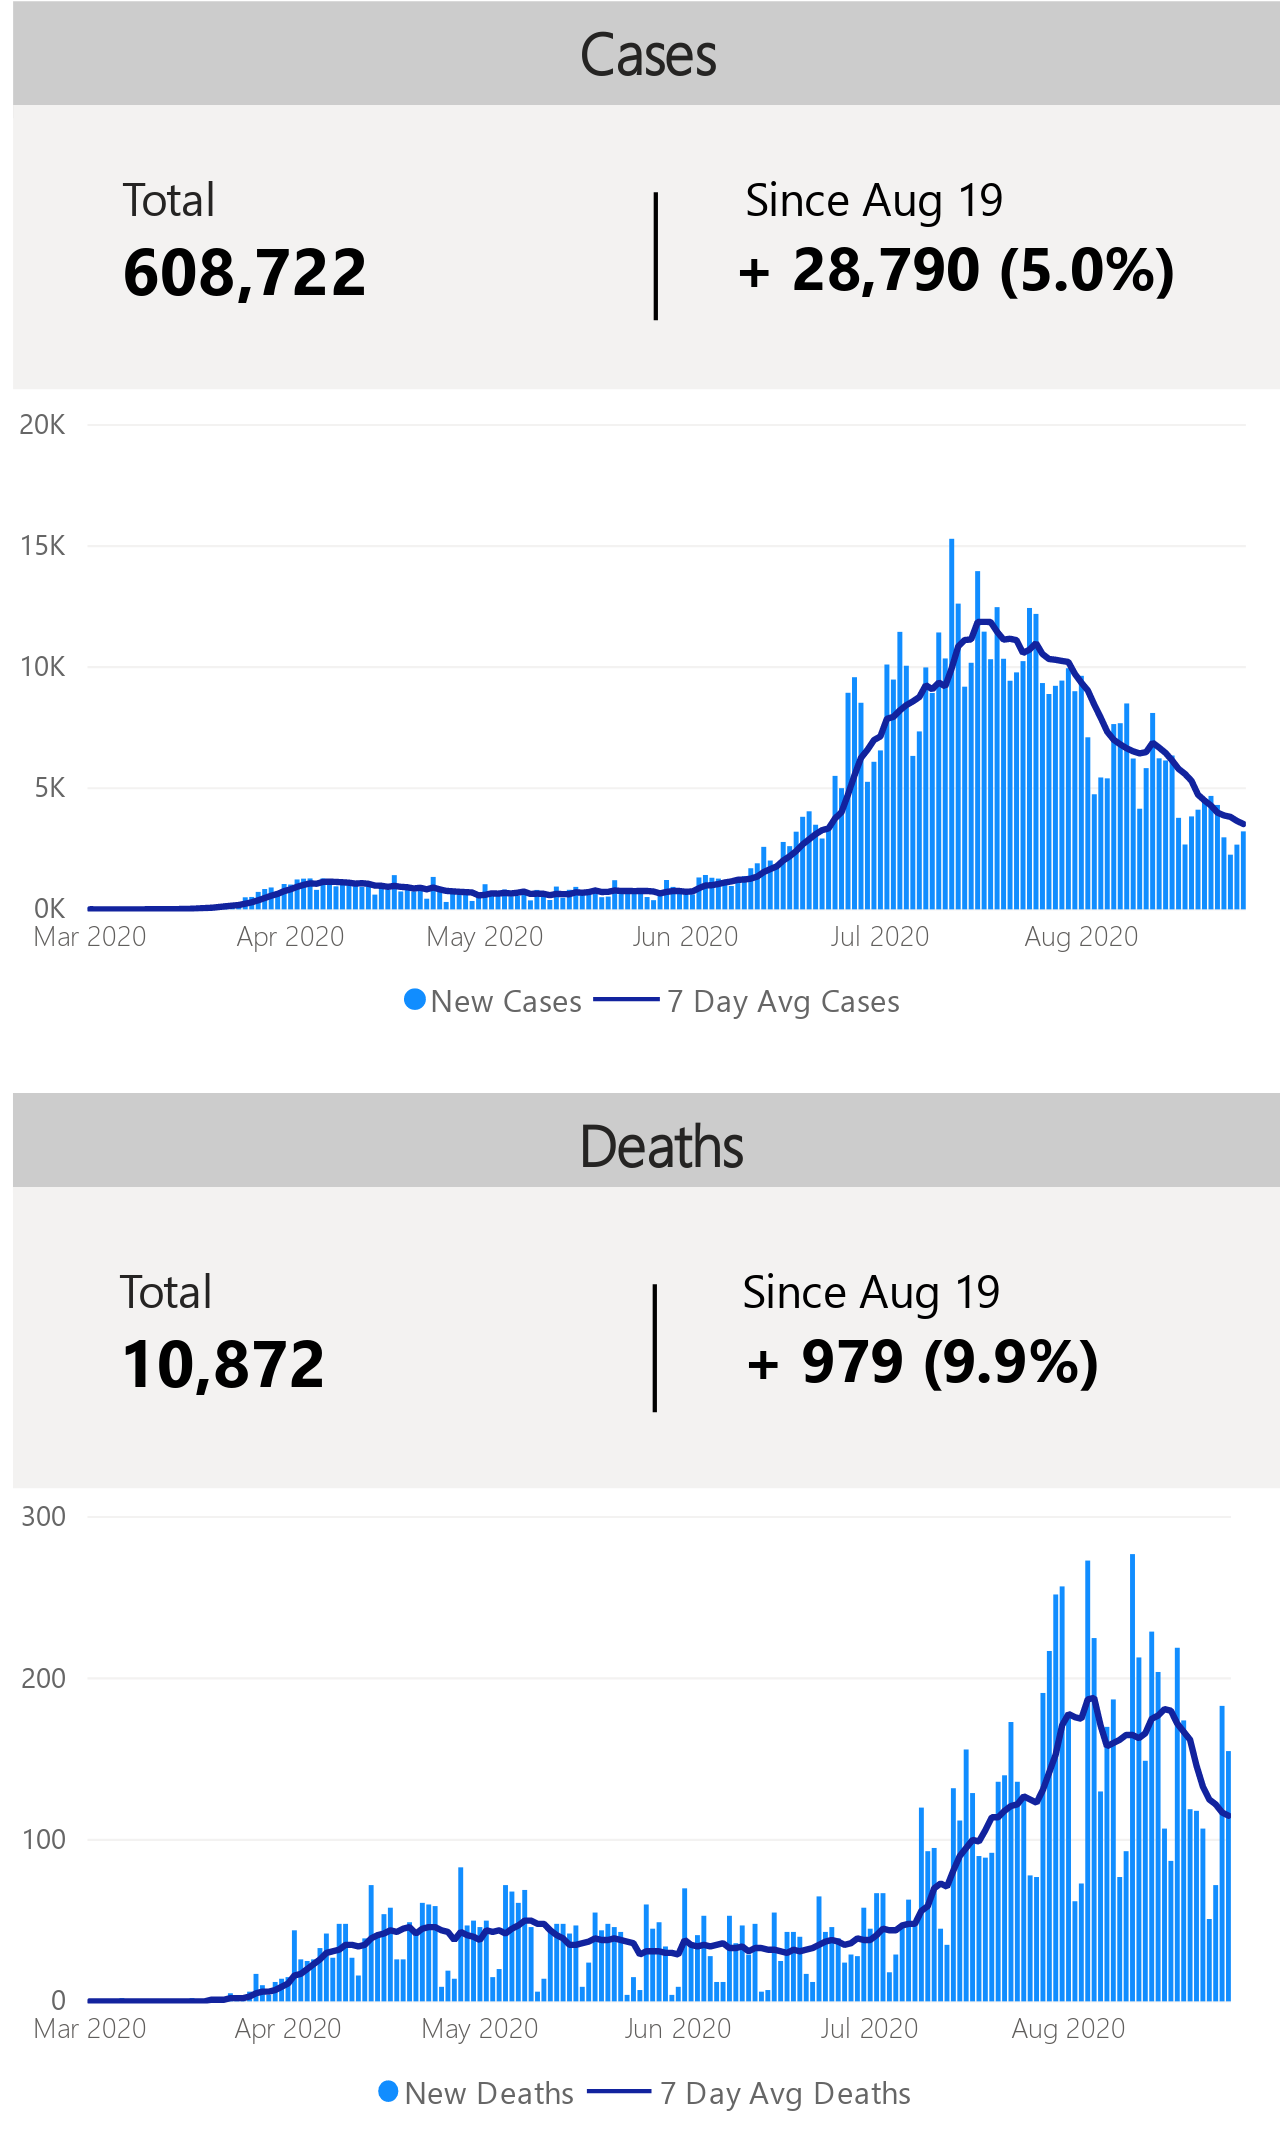 Cases
Total
608,722
Since Aug 19
+ 28,790 (5.0%)
20K
15K
10K
5K
0K
Mar 2020 Apr 2020 May 2020 Jun 2020 Jul 2020 Aug 2020
New Cases 7 Day Avg Cases
Deaths
Total
10,872
Since Aug 19
+ 979 (9.9%)
300
200
100
0
Mar 2020 Apr 2020 May 2020 Jun 2020 Jul 2020 Aug 2020
New Deaths 7 Day Avg Deaths